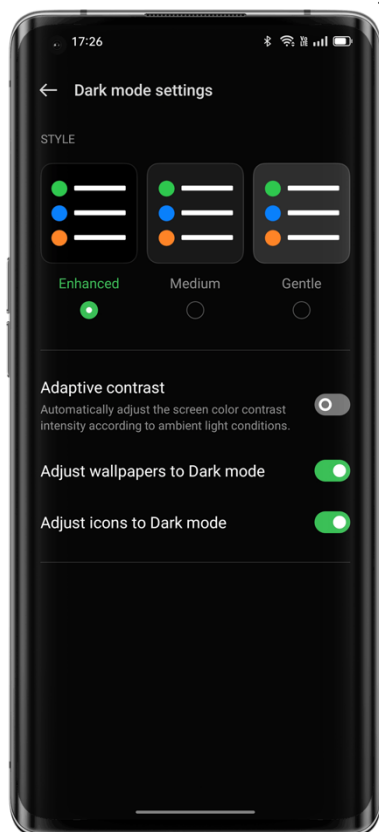 17:26
Dark mode settings
STYLE
Enhanced
Medium
Gentle
Adaptive contrast
Automatically adjust the screen color contrast
intensity according to ambient light conditions.
Adjust wallpapers to Dark mode
Adjust icons to Dark mode